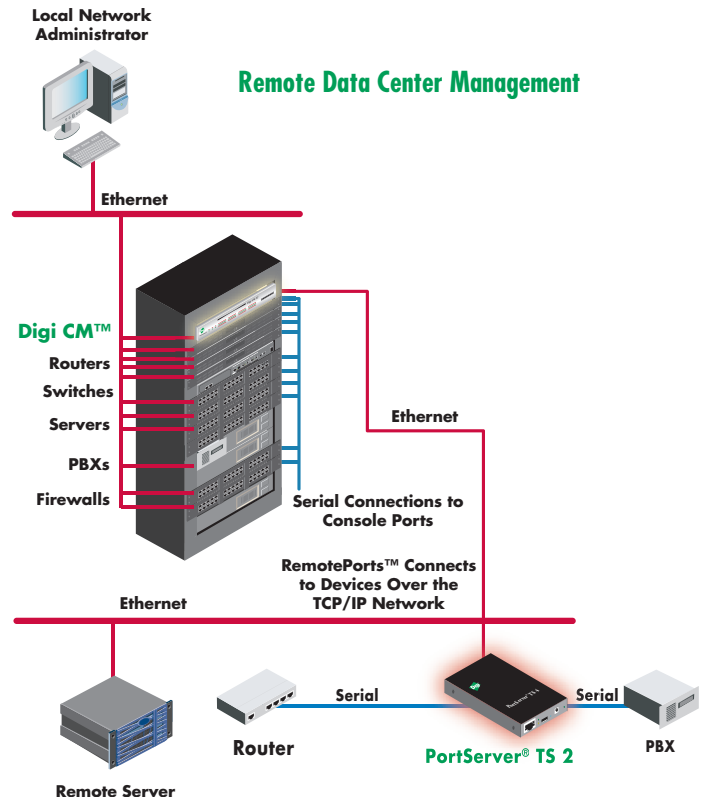 Local Network
Administrator
Remote Data Center Management
Ethernet
Digi CM™
Routers
Switches
Servers
PBXs
Firewalls
Ethernet
Serial Connections to
Console Ports
RemotePorts™ Connects
to Devices Over the
TCP/IP Network
Ethernet
Serial
Serial
Router
PortServer® TS 2
PBX
Remote Server